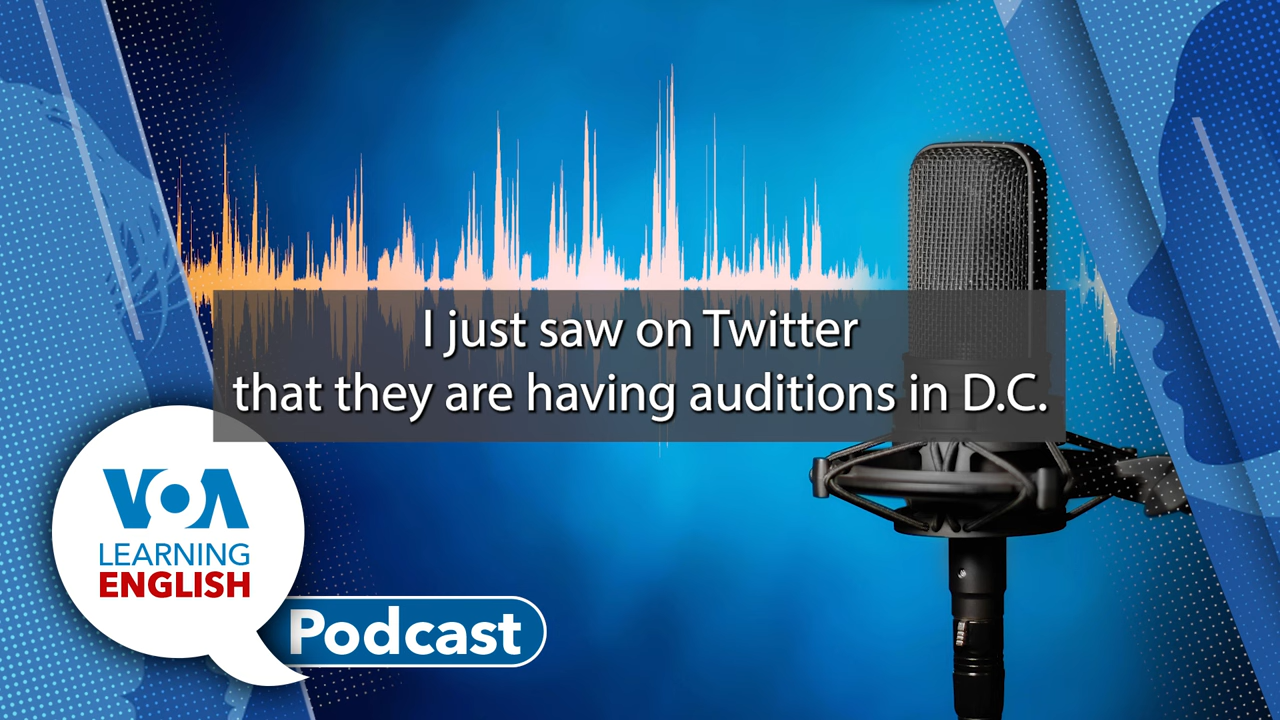 I just saw on Twitter
that they are having auditions in D.C.
VOA
LEARNING
ENGLISH
Podcast